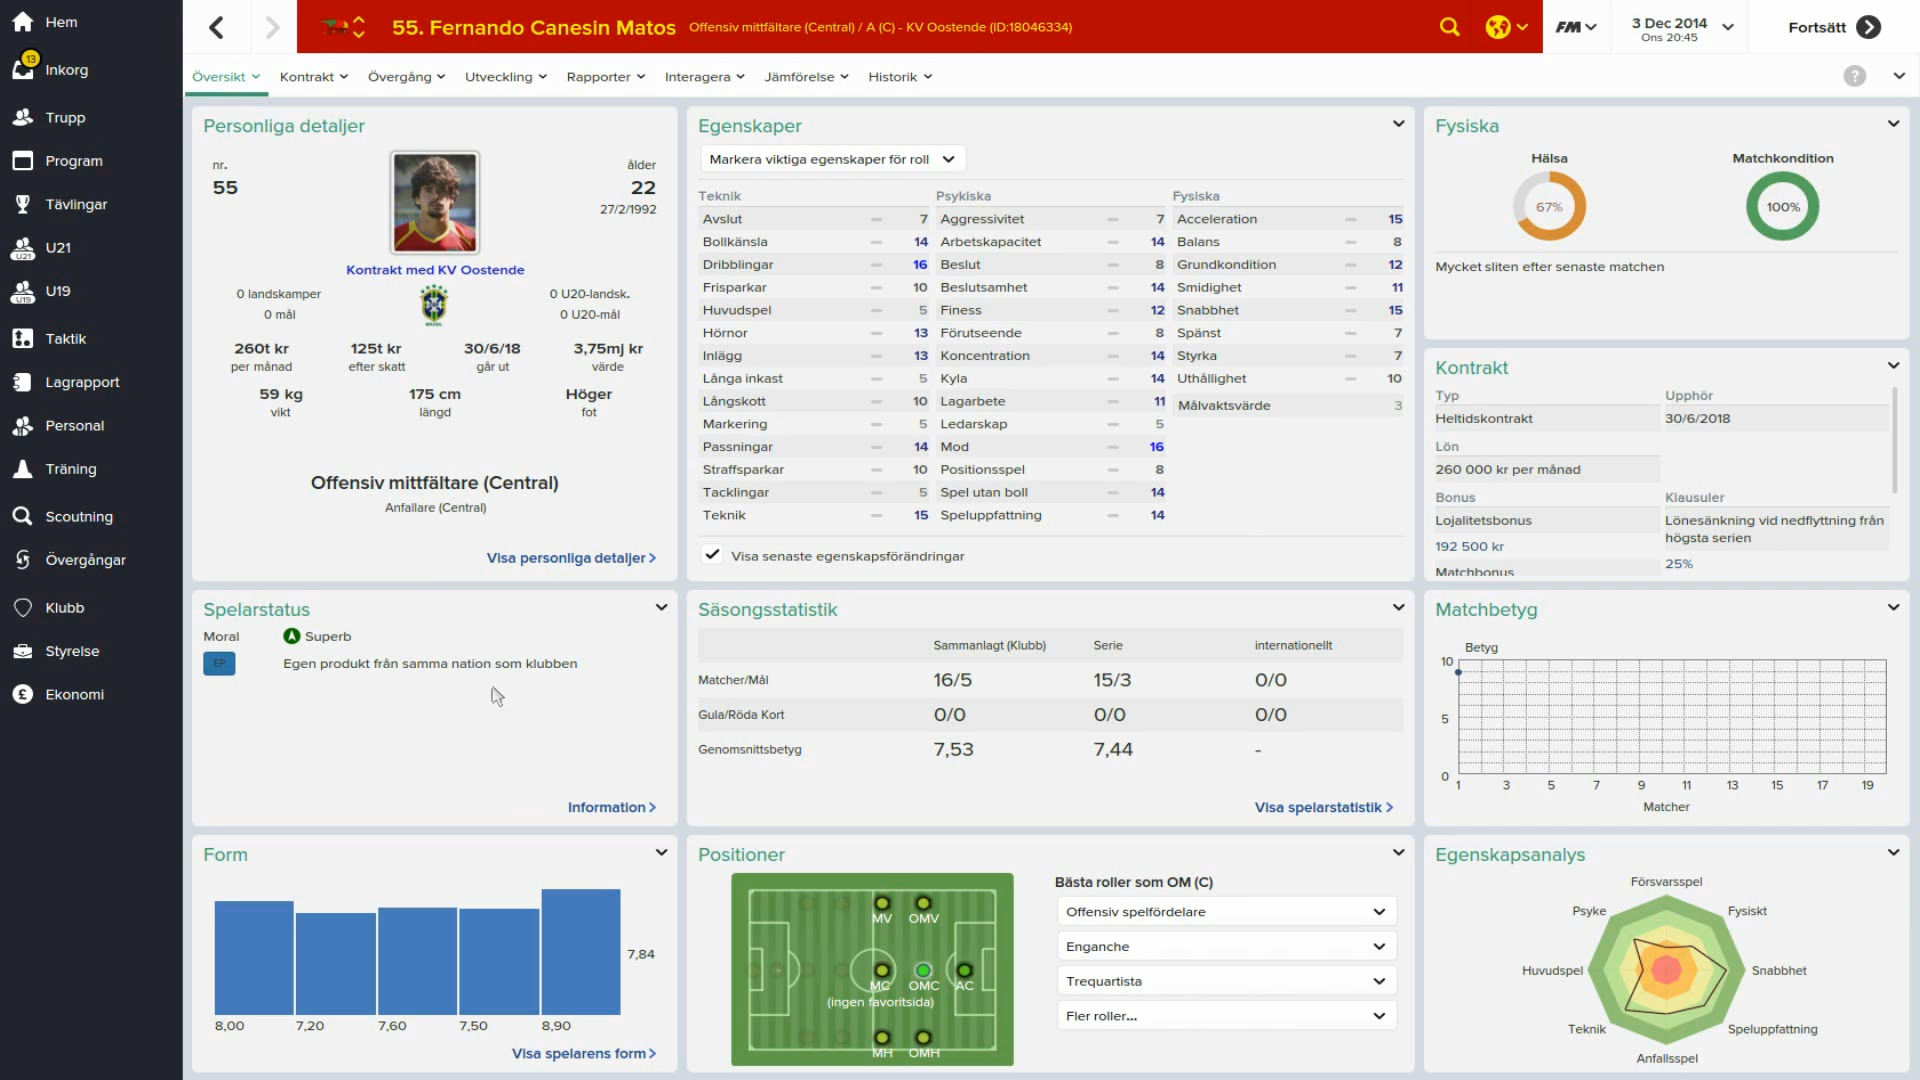 Hem
13
Inkorg
Trupp
Program
Tävlingar
U21
U21
U19
U19
Taktik
Lagrapport
Personal
Träning
Scoutning
Övergångar
Klubb
Styrelse
Ekonomi
55. Fernando Canesin Matos
Offensiv mittfältare (Central) / A (C) - KV Oostende (ID:18046334)
FM
3 Dec 2014
Ons 20:45
Fortsätt
Översikt
Kontrakt
Övergång
Utveckling
Rapporter
Interagera
Jämförelse
Historik
?
Personliga detaljer
nr.
55
ålder
22
27/2/1992
Kontrakt med KV Oostende
0 landskamper
0 mål
BRASIL
0 U20-landsk.
0 U20-mål
260t kr
per månad
125t kr
efter skatt
30/6/18
går ut
3,75mj kr
värde
59 kg
vikt
175 cm
längd
Höger
fot
Offensiv mittfältare (Central)
Anfallare (Central)
Visa personliga detaljer >
Egenskaper
Markera viktiga egenskaper för roll
Teknik Psykiska Fysiska
Avslut - 7 Aggressivitet - 7 Acceleration - 15
Bollkänsla - 14 Arbetskapacitet - 14 Balans - 8
Dribblingar - 16 Beslut - 8 Grundkondition - 12
Frisparkar - 10 Beslutsamhet - 14 Smidighet - 11
Huvudspel - 5 Finess - 12 Snabbhet - 15
Hörnor - 13 Förutseende - 8 Spänst - 7
Inlägg - 13 Koncentration - 14 Styrka - 7
Långa inkast - 5 Kyla - 14 Uthållighet - 10
Långskott - 10 Lagarbete - 11 Målvaktsvärde 3
Markering - 5 Ledarskap - 5
Passningar - 14 Mod - 16
Straffsparkar - 10 Positionsspel - 8
Tacklingar - 5 Spel utan boll - 14
Teknik - 15 Speluppfattning - 14
Visa senaste egenskapsförändringar
Fysiska
Hälsa
67%
Matchkondition
100%
Mycket sliten efter senaste matchen
Kontrakt
Typ
Heltidskontrakt
Upphör
30/6/2018
Lön
260 000 kr per månad
Bonus
Lojalitetsbonus
192 500 kr
Matchbonus
Klausuler
Lönesänkning vid nedflyttning från
högsta serien
25%
Spelarstatus
Moral
Superb
EP
Egen produkt från samma nation som klubben
Information >
Säsongsstatistik
Sammanlagt (Klubb) Serie internationellt
Matcher/Mål 16/5 15/3 0/0
Gula/Röda Kort 0/0 0/0 0/0
Genomsnittsbetyg 7,53 7,44 -
Visa spelarstatistik >
Matchbetyg
Betyg
10
5
0
1 3 5 7 9 11 13 15 17 19
Matcher
Form
7,84
8,00 7,20 7,60 7,50 8,90
Visa spelarens form >
Positioner
MV OMV
MC OMC AC
(ingen favoritsida)
MH OMH
Bästa roller som OM (C)
Offensiv spelfördelare
Enganche
Trequartista
Fler roller...
Egenskapsanalys
Försvarsspel
Psyke
Fysiskt
Huvudspel
Snabbhet
Teknik
Speluppfattning
Anfallsspel